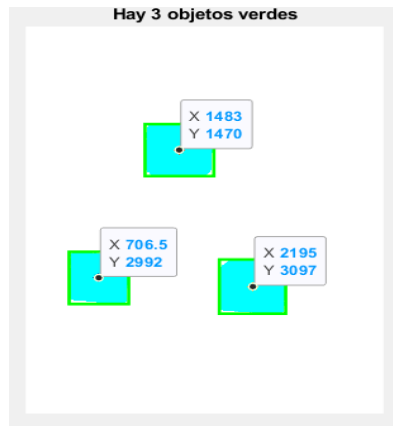 Hay 3 objetos verdes
X 1483
Y 1470
X 706.5
Y 2992
X 2195
Y 3097